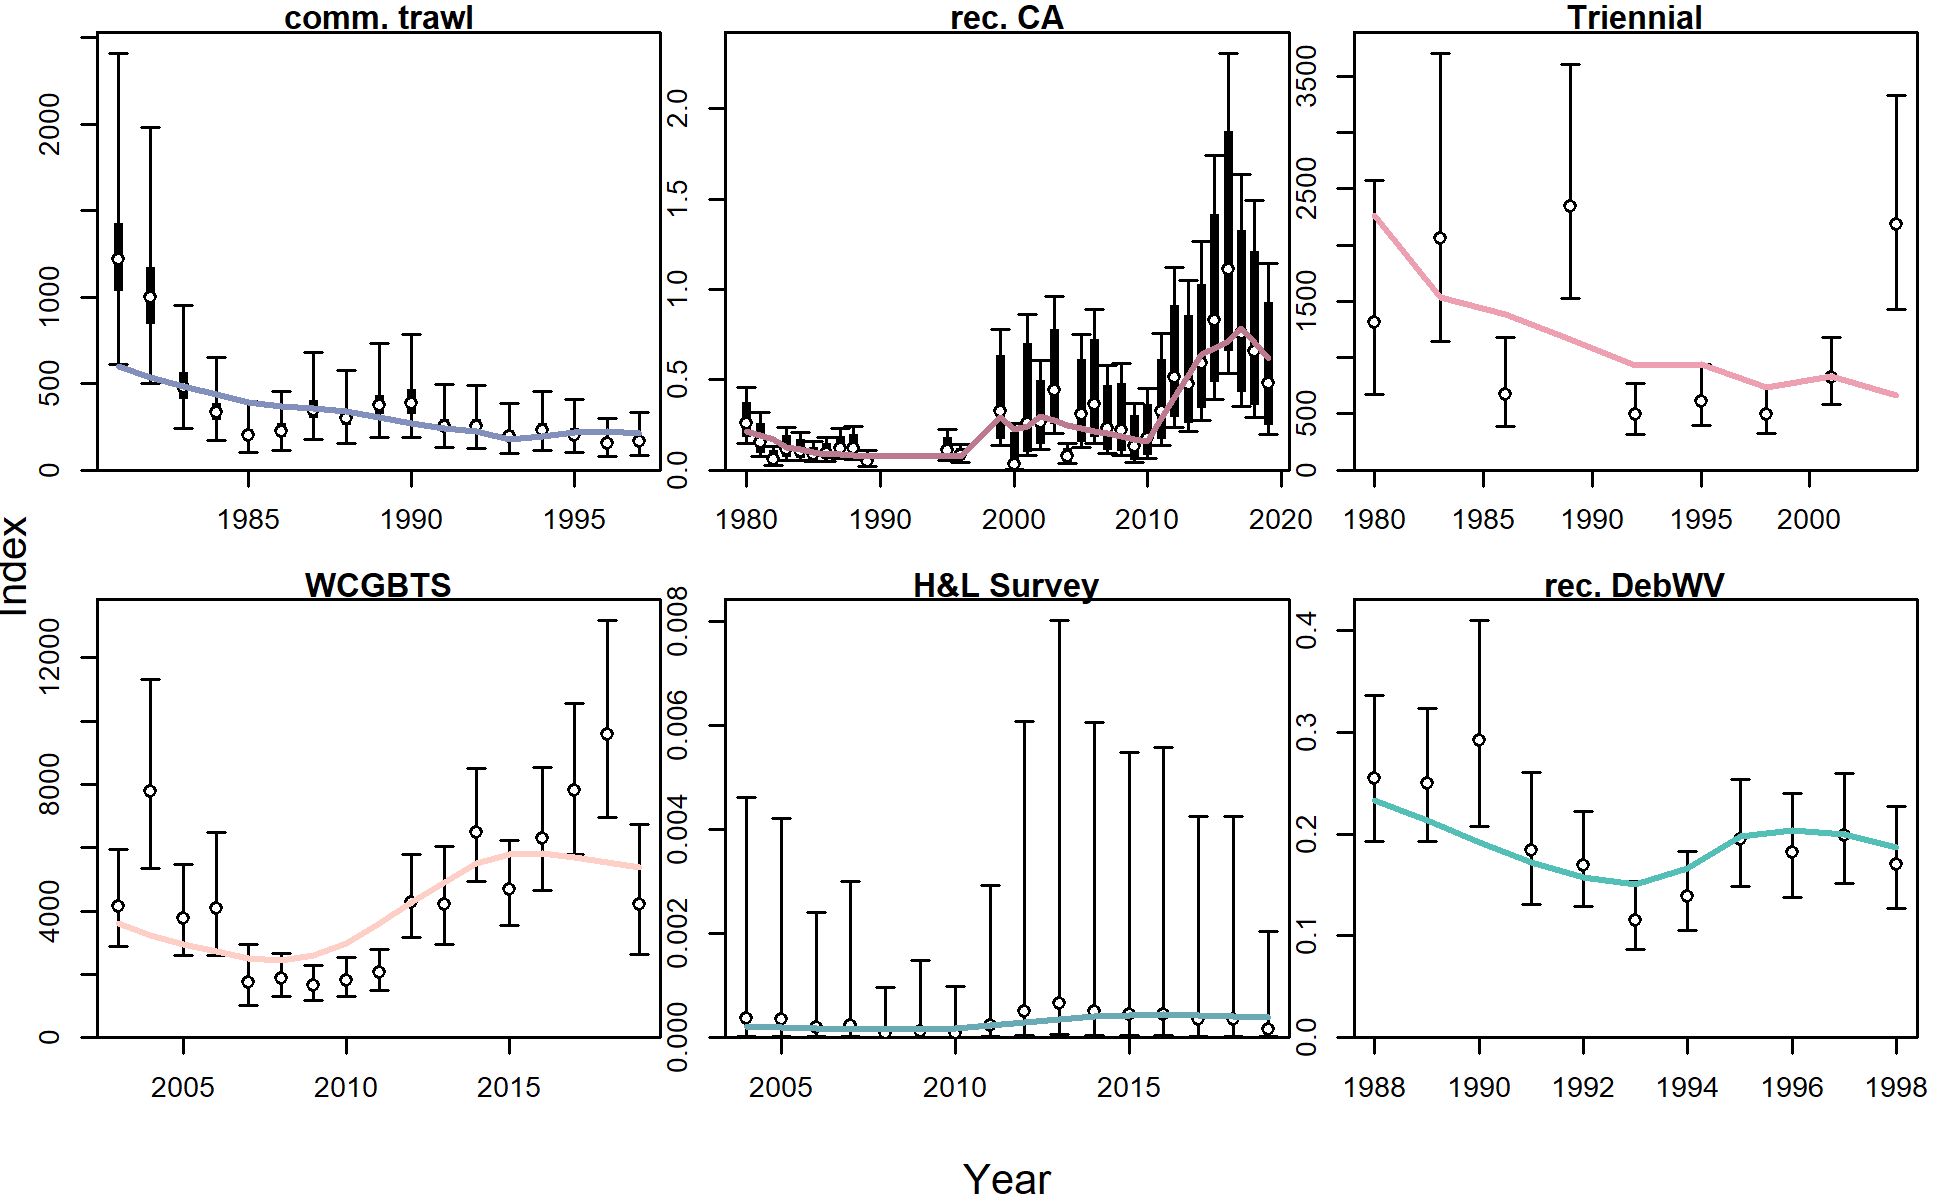 comm. trawl
rec. CA
Triennial
0 500 1000 2000
0.0 0.5 1.0 1.5 2.0
0 500 1500 2500 3500
1985 1990 1995
1980 1990 2000 2010 2020
1980 1985 1990 1995 2000
Index
WCGBTS
H&L Survey
rec. DebWV
0 4000 8000 12000
0.000 0.002 0.004 0.006 0.008
0.0 0.1 0.2 0.3 0.4
2005 2010 2015
2005 2010 2015
1988 1990 1992 1994 1996 1998
Year